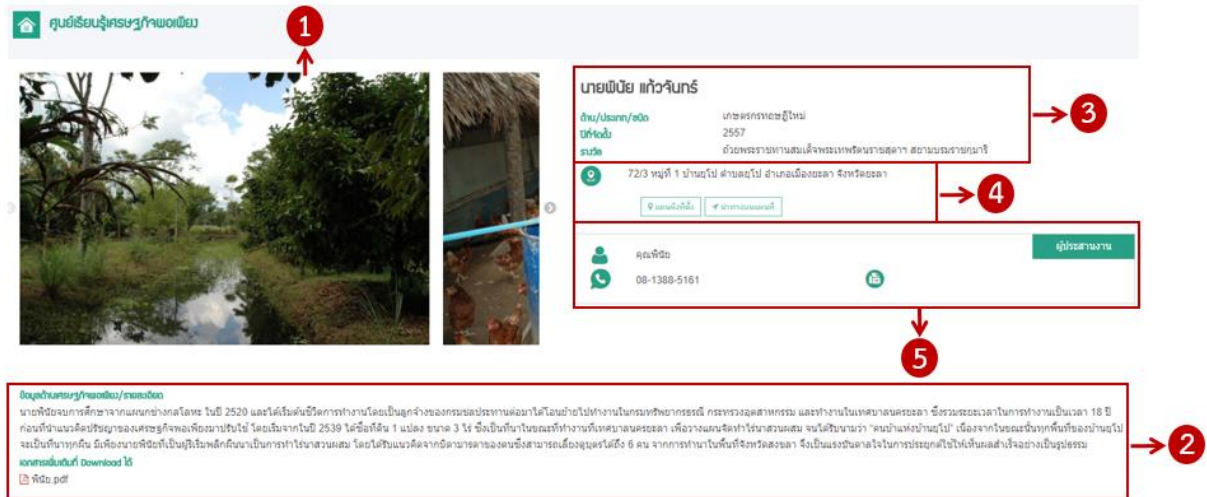 ศูนย์เรียนรู้เศรษฐกิจพอเพียง
1
นายพินัย แก้วจันทร์
ด้าน/ประเภท/ชนิด เกษตรกรทฤษฎีใหม่
ปีที่จัดตั้ง 2557
รางวัล ถ้วยพระราชทานสมเด็จพระเทพรัตนราชสุดาฯ สยามบรมราชกุมารี
3
72/3 หมู่ที่ 1 บ้านยุโป ตำบลยุโป อำเภอเมืองยะลา จังหวัดยะลา
แผนผังที่ตั้ง นำทางบนแผนที่
4
ผู้ประสานงาน
คุณพินัย
08-1388-5161
5
ข้อมูลด้านเศรษฐกิจพอเพียง/รายละเอียด
นายพินัยจบการศึกษาจากแผนกช่างกลโลหะ ในปี 2520 และได้เริ่มต้นชีวิตการทำงานโดยเป็นลูกจ้างของกรมชลประทานต่อมาได้โอนย้ายไปทำงานในกรมทรัพยากรธรณี กระทรวงอุตสาหกรรม และทำงานในเทศบาลนครยะลา ซึ่งรวมระยะเวลาในการทำงานเป็นเวลา 18 ปี
ก่อนที่นำแนวคิดปรัชญาของเศรษฐกิจพอเพียงมาปรับใช้ โดยเริ่มจากในปี 2539 ได้ซื้อที่ดิน 1 แปลง ขนาด 3 ไร่ ซึ่งเป็นที่นาในขณะที่ทำงานที่เทศบาลนครยะลา เพื่อวางแผนจัดทำไร่นาสวนผสม จนได้รับนามว่า "คนบ้าแห่งบ้านยุโป" เนื่องจากในขณะนั้นทุกพื้นที่ของบ้านยุโป
จะเป็นที่นาทุกผืน มีเพียงนายพินัยที่เป็นผู้ริเริ่มพลิกผืนนาเป็นการทำไร่นาสวนผสม โดยได้รับแนวคิดจากบิดามารดาของตนซึ่งสามารถเลี้ยงดูบุตรได้ถึง 6 คน จากการทำนาในพื้นที่จังหวัดสงขลา จึงเป็นแรงบันดาลใจในการประยุกต์ใช้ให้เห็นผลสำเร็จอย่างเป็นรูปธรรม
เอกสารเพิ่มเติมที่ Download ได้
พินัย.pdf
2